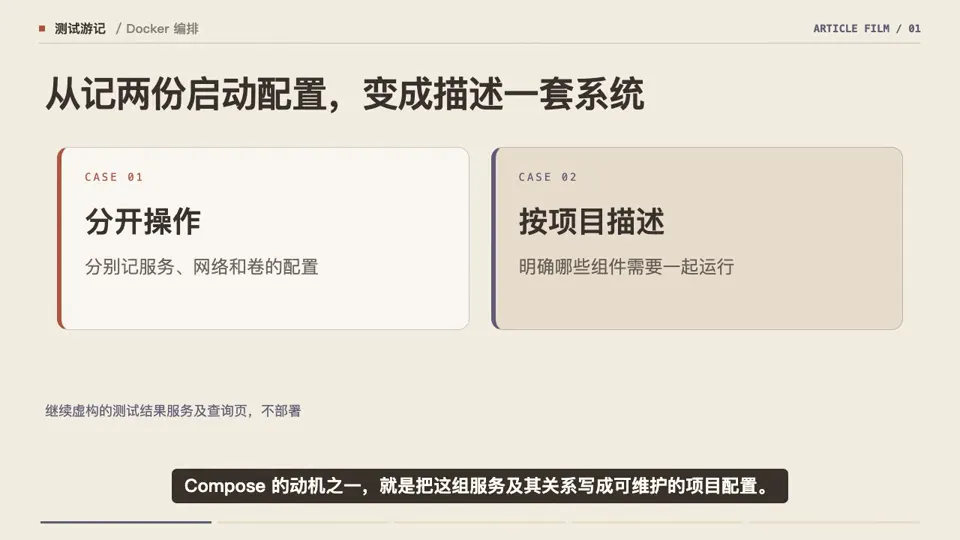 测试游记 / Docker 编排
ARTICLE FILM / 01
从记两份启动配置，变成描述一套系统
CASE 01
分开操作
分别记服务、网络和卷的配置
CASE 02
按项目描述
明确哪些组件需要一起运行
继续虚构的测试结果服务及查询页，不部署
Compose 的动机之一，就是把这组服务及其关系写成可维护的项目配置。